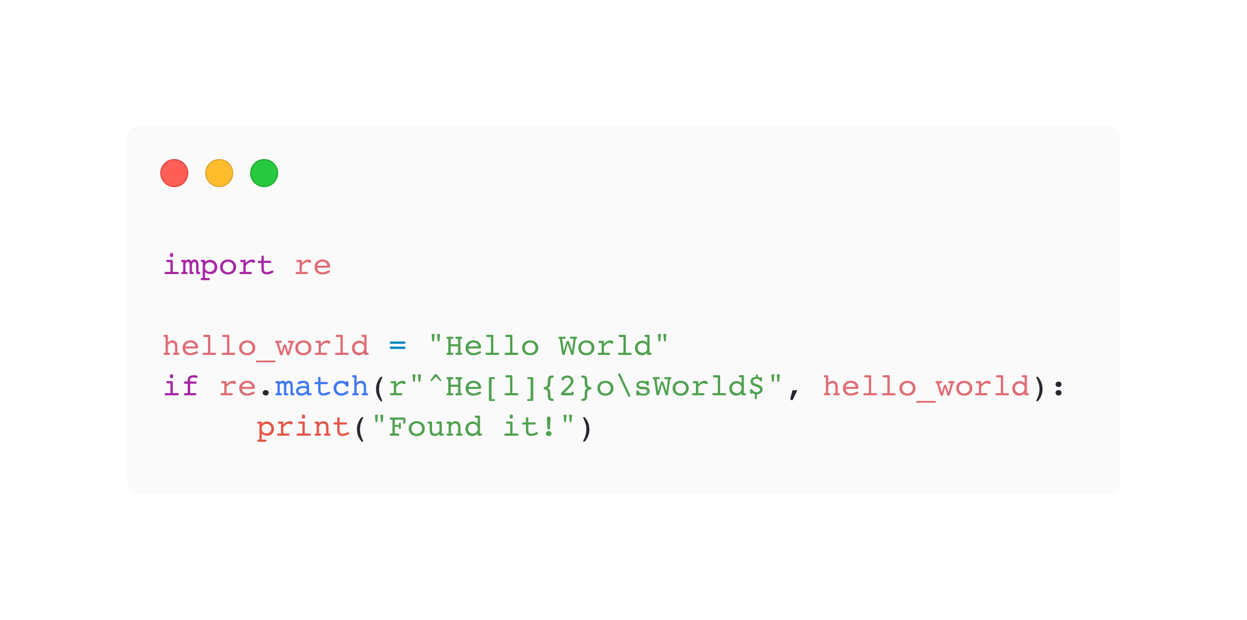 import re
hello_world = "Hello World"
if re.match(r"^He[l]{2}o\sWorld$", hello_world):
     print("Found it!")